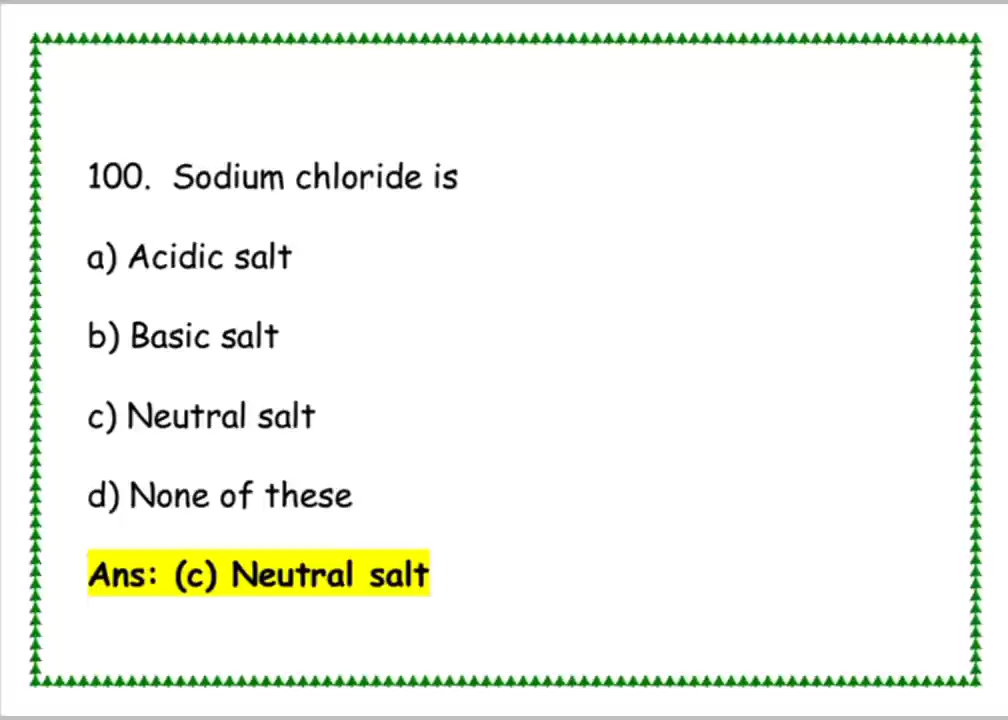 100. Sodium chloride is
a) Acidic salt
b) Basic salt
c) Neutral salt
d) None of these
Ans: (c) Neutral salt